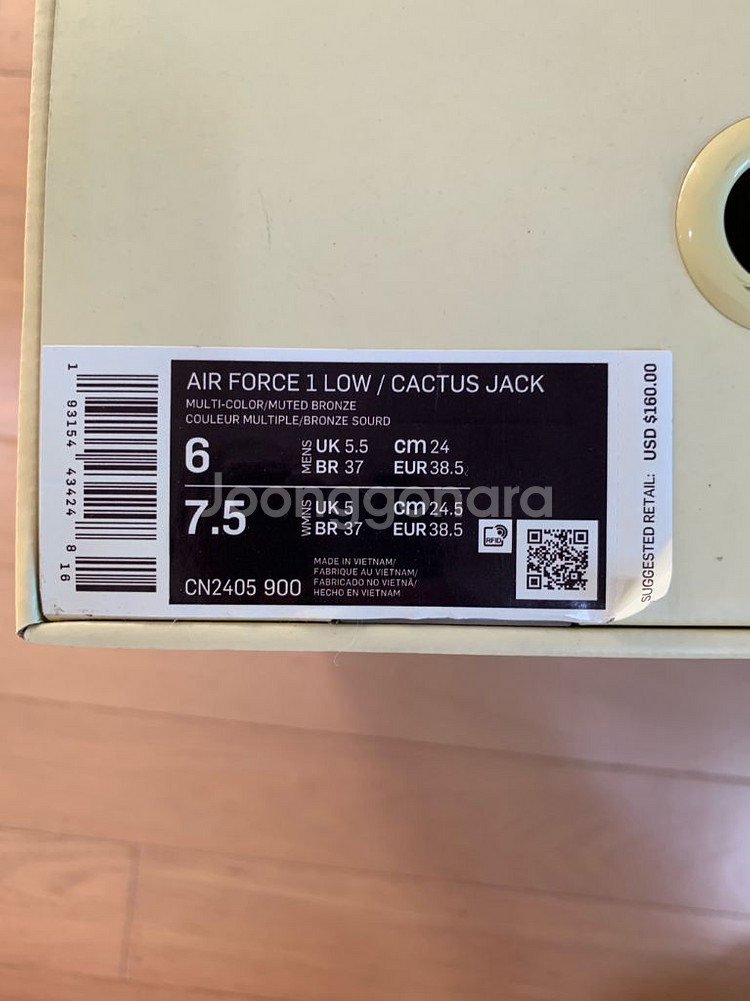 AIR FORCE 1 LOW / CACTUS JACK
MULTI-COLOR/MUTED BRONZE
COULEUR MULTIPLE/BRONZE SOURD
6 MENS UK 5.5 cm 24
BR 37 EUR 38.5
7.5 WMNS UK 5 cm 24.5
BR 37 EUR 38.5
RFID
MADE IN VIETNAM/
FABRIQUE AU VIETNAM/
FABRICADO NO VIETNÃ/
HECHO EN VIETNAM
CN2405 900
1 93154 43424 8 16
SUGGESTED RETAIL: USD $160.00
Joonggonara